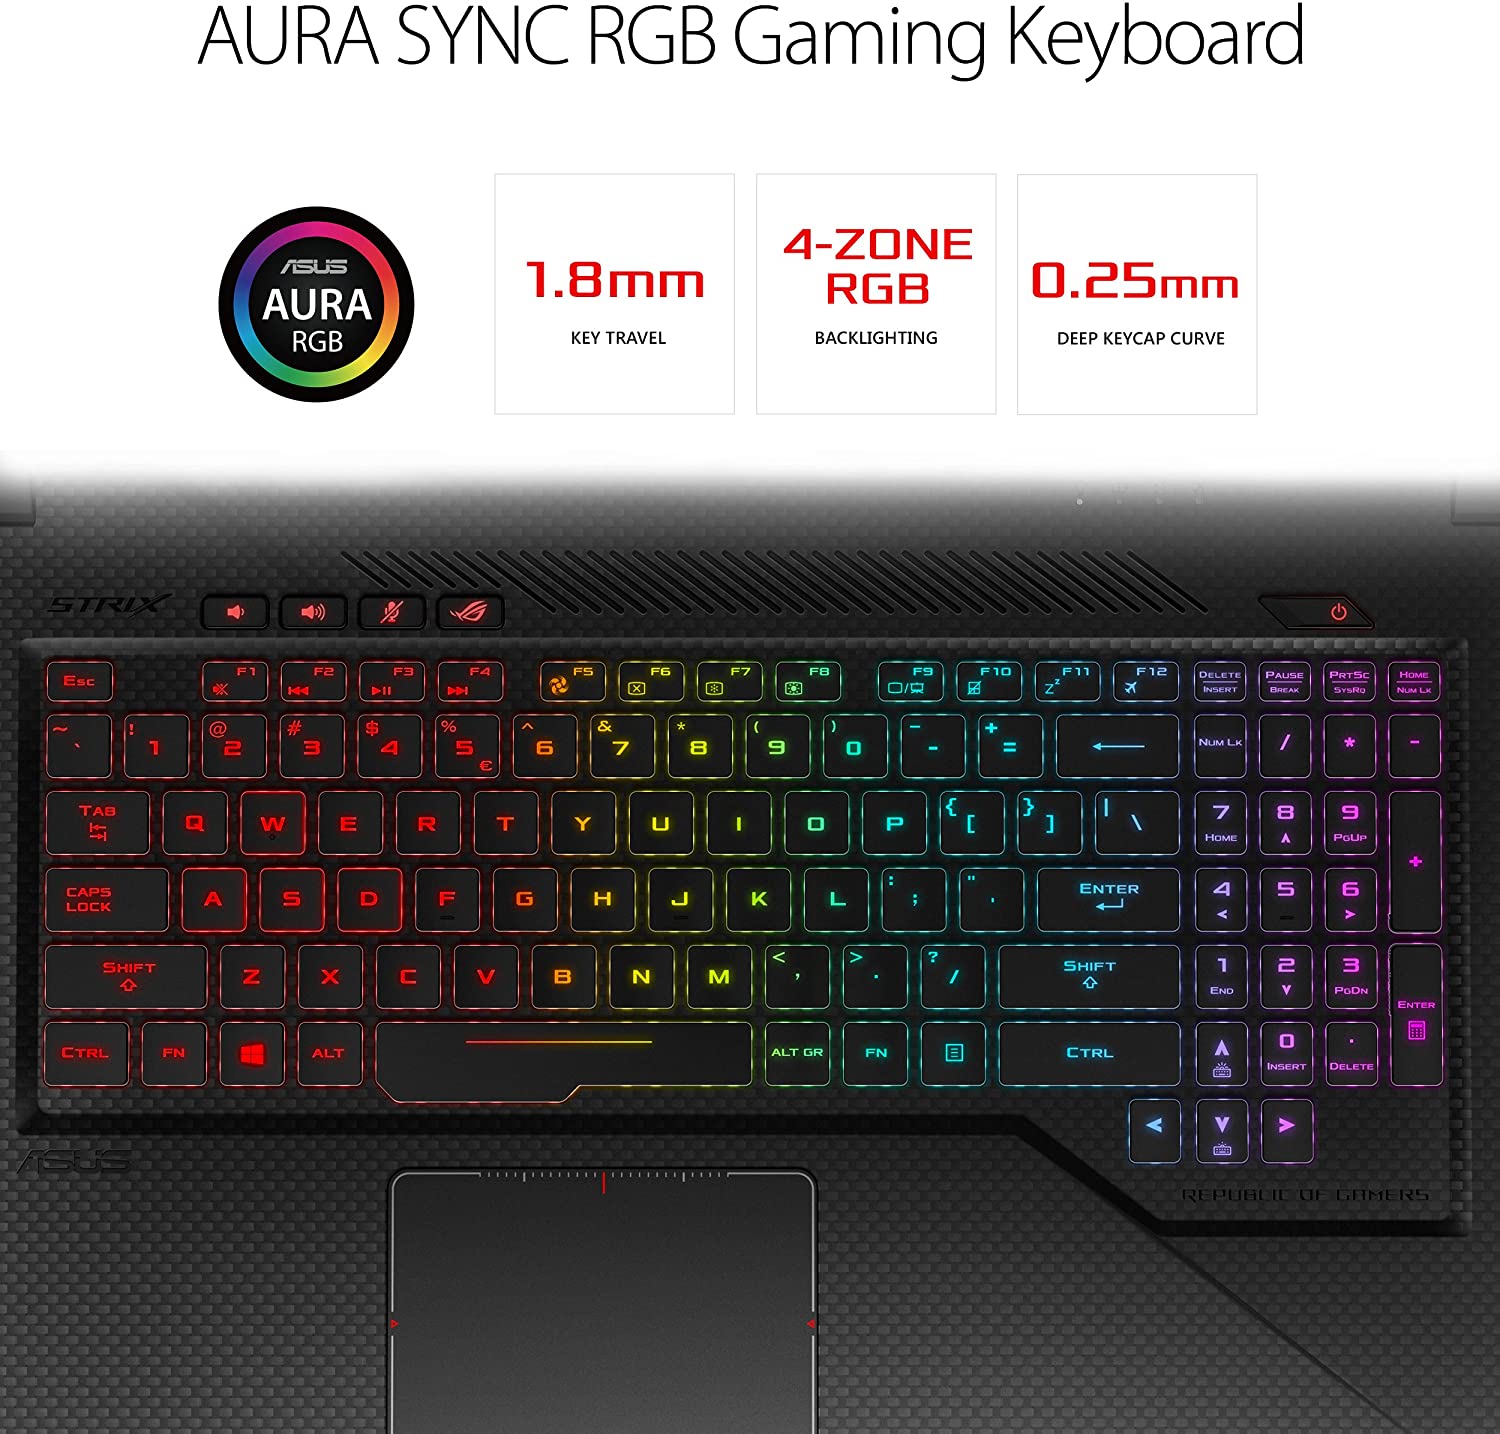 AURA SYNC RGB Gaming Keyboard
ASUS
AURA
RGB
1.8mm
KEY TRAVEL
4-ZONE
RGB
BACKLIGHTING
0.25mm
DEEP KEYCAP CURVE
STRIX
Esc F1 F2 F3 F4 F5 F6 F7 F8 F9 F10 F11 F12 DELETE PAUSE PRTSC HOME
INSERT BREAK SYSRQ NUM LK
~ ! @ # $ % ^ & * ( ) _ +
` 1 2 3 4 5 € 6 7 8 9 0 - = NUM LK / * -
TAB Q W E R T Y U I O P { [ } ] | \ 7 8 9
HOME PGUP
CAPS
LOCK
A S D F G H J K L : ; " ' ENTER 4 5 6 +
SHIFT Z X C V B N M < , > . ? / SHIFT 1 2 3
END PGDN
ENTER
CTRL FN ALT ALT GR FN CTRL 0 .
INSERT DELETE
ASUS
REPUBLIC OF GAMERS